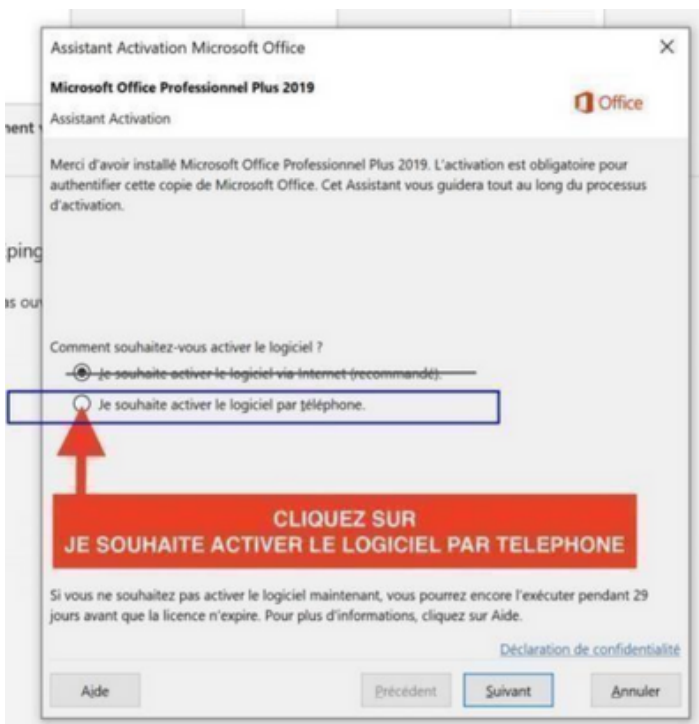 Assistant Activation Microsoft Office
Microsoft Office Professionnel Plus 2019
Office
Assistant Activation
Merci d'avoir installé Microsoft Office Professionnel Plus 2019. L'activation est obligatoire pour
authentifier cette copie de Microsoft Office. Cet Assistant vous guidera tout au long du processus
d'activation.
Comment souhaitez-vous activer le logiciel ?
Je souhaite activer le logiciel via Internet (recommandé).
Je souhaite activer le logiciel par téléphone.
CLIQUEZ SUR
JE SOUHAITE ACTIVER LE LOGICIEL PAR TELEPHONE
Si vous ne souhaitez pas activer le logiciel maintenant, vous pourrez encore l'exécuter pendant 29
jours avant que la licence n'expire. Pour plus d'informations, cliquez sur Aide.
Déclaration de confidentialité
Aide
Précédent
Suivant
Annuler